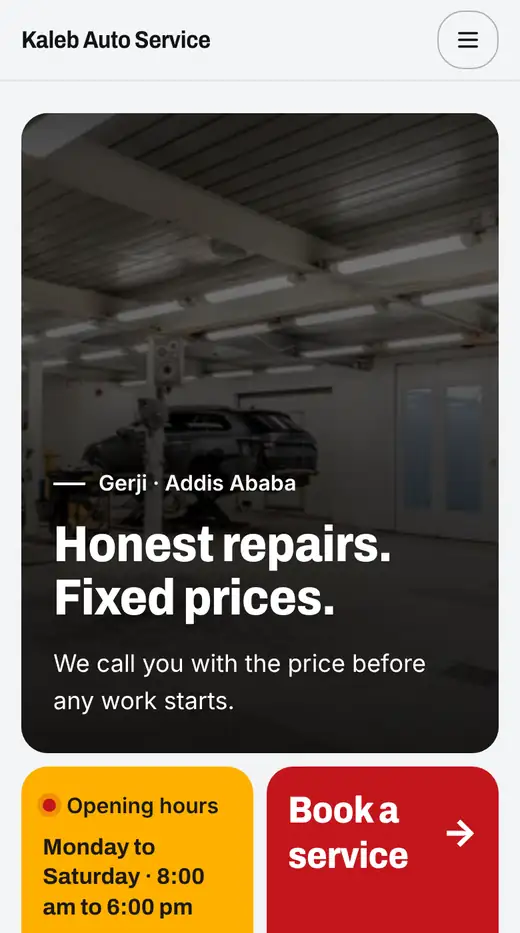 Kaleb Auto Service
Gerji · Addis Ababa
Honest repairs.
Fixed prices.
We call you with the price before
any work starts.
Opening hours
Monday to
Saturday · 8:00
am to 6:00 pm
Book a
service